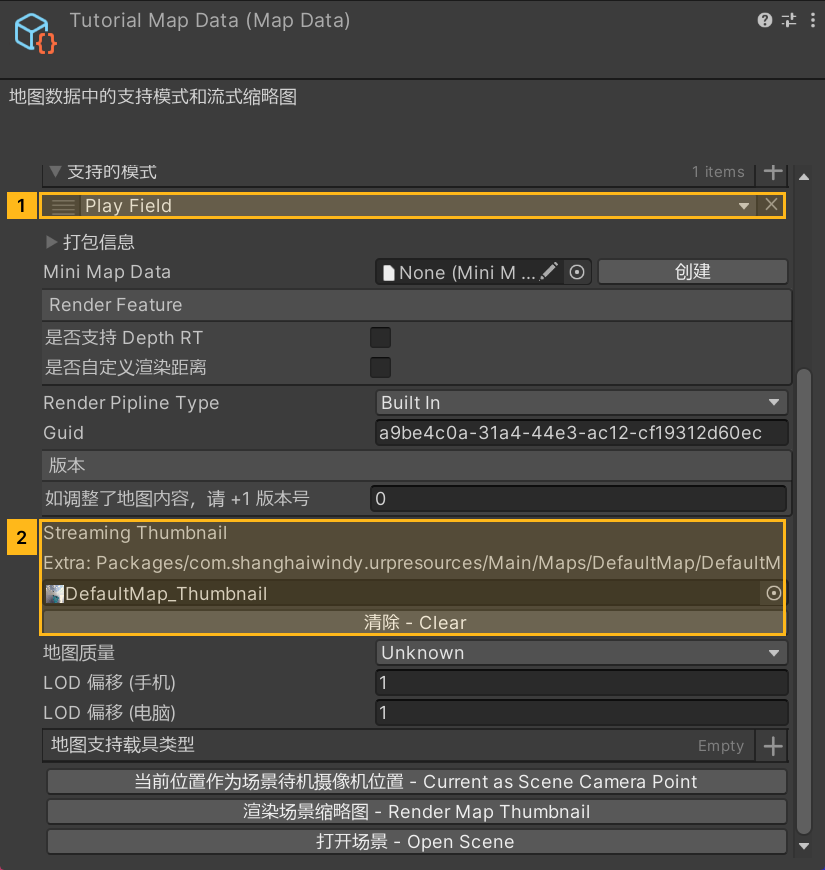 Tutorial Map Data (Map Data)
地图数据中的支持模式和流式缩略图
支持的模式 1 items
1 Play Field
打包信息
Mini Map Data None (Mini M ... 创建
Render Feature
是否支持 Depth RT
是否自定义渲染距离
Render Pipline Type Built In
Guid a9be4c0a-31a4-44e3-ac12-cf19312d60ec
版本
如调整了地图内容，请 +1 版本号 0
2 Streaming Thumbnail
Extra: Packages/com.shanghaiwindy.urpresources/Main/Maps/DefaultMap/DefaultM
DefaultMap_Thumbnail
清除 - Clear
地图质量 Unknown
LOD 偏移 (手机) 1
LOD 偏移 (电脑) 1
地图支持载具类型 Empty
当前位置作为场景待机摄像机位置 - Current as Scene Camera Point
渲染场景缩略图 - Render Map Thumbnail
打开场景 - Open Scene